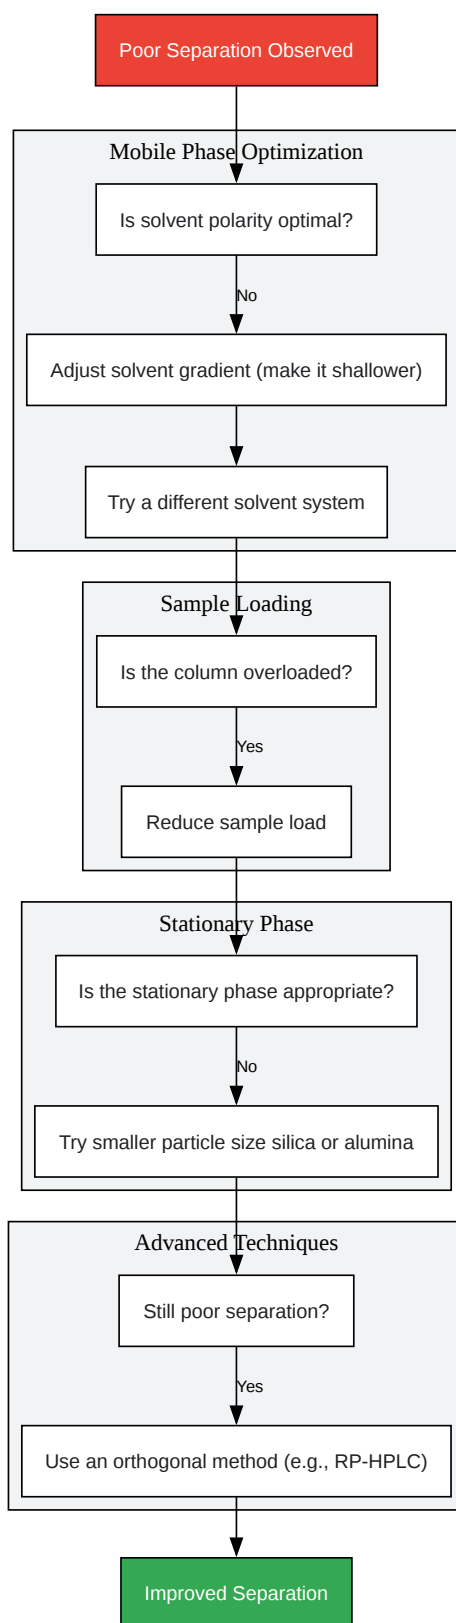 Poor Separation Observed
Mobile Phase Optimization
Is solvent polarity optimal?
No
Adjust solvent gradient (make it shallower)
Try a different solvent system
Sample Loading
Is the column overloaded?
Yes
Reduce sample load
Stationary Phase
Is the stationary phase appropriate?
No
Try smaller particle size silica or alumina
Advanced Techniques
Still poor separation?
Yes
Use an orthogonal method (e.g., RP-HPLC)
Improved Separation